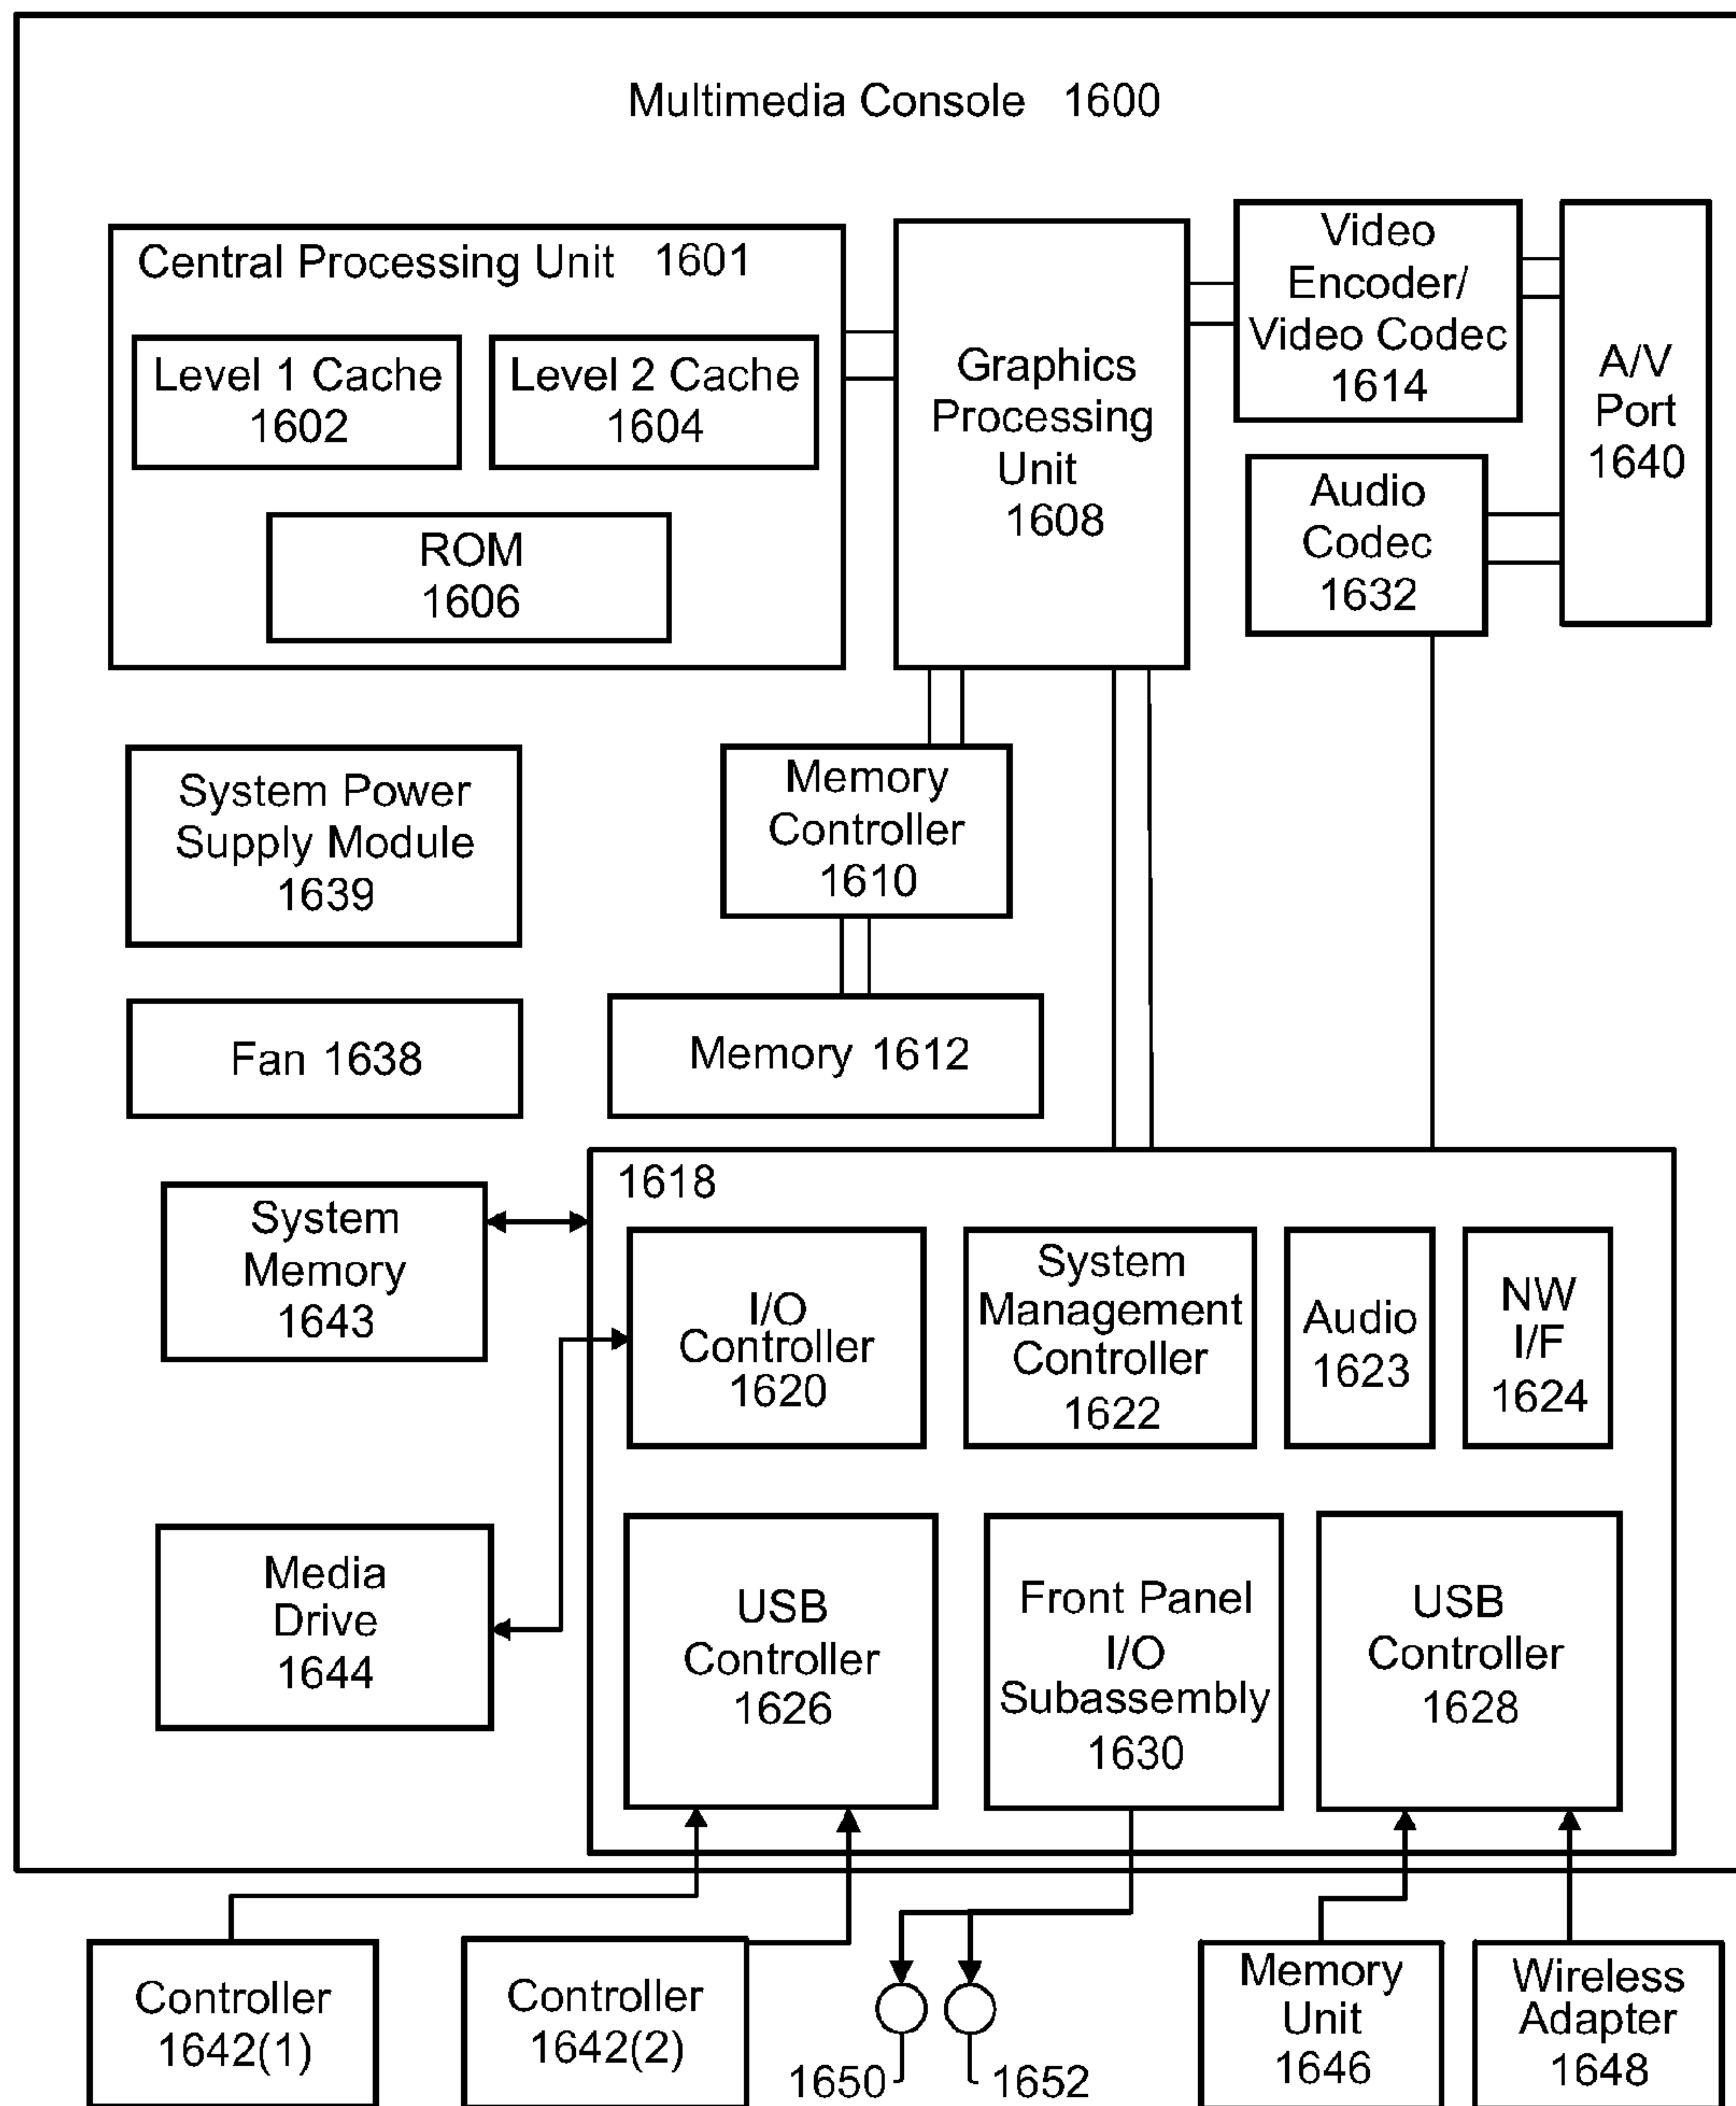 Multimedia Console 1600
Central Processing Unit 1601
Level 1 Cache
1602
Level 2 Cache
1604
ROM
1606
Graphics
Processing
Unit
1608
Video
Encoder/
Video Codec
1614
A/V
Port
1640
Audio
Codec
1632
System Power
Supply Module
1639
Memory
Controller
1610
Fan 1638
Memory 1612
System
Memory
1643
1618
I/O
Controller
1620
System
Management
Controller
1622
Audio
1623
NW
I/F
1624
Media
Drive
1644
USB
Controller
1626
Front Panel
I/O
Subassembly
1630
USB
Controller
1628
Controller
1642(1)
Controller
1642(2)
1650
1652
Memory
Unit
1646
Wireless
Adapter
1648